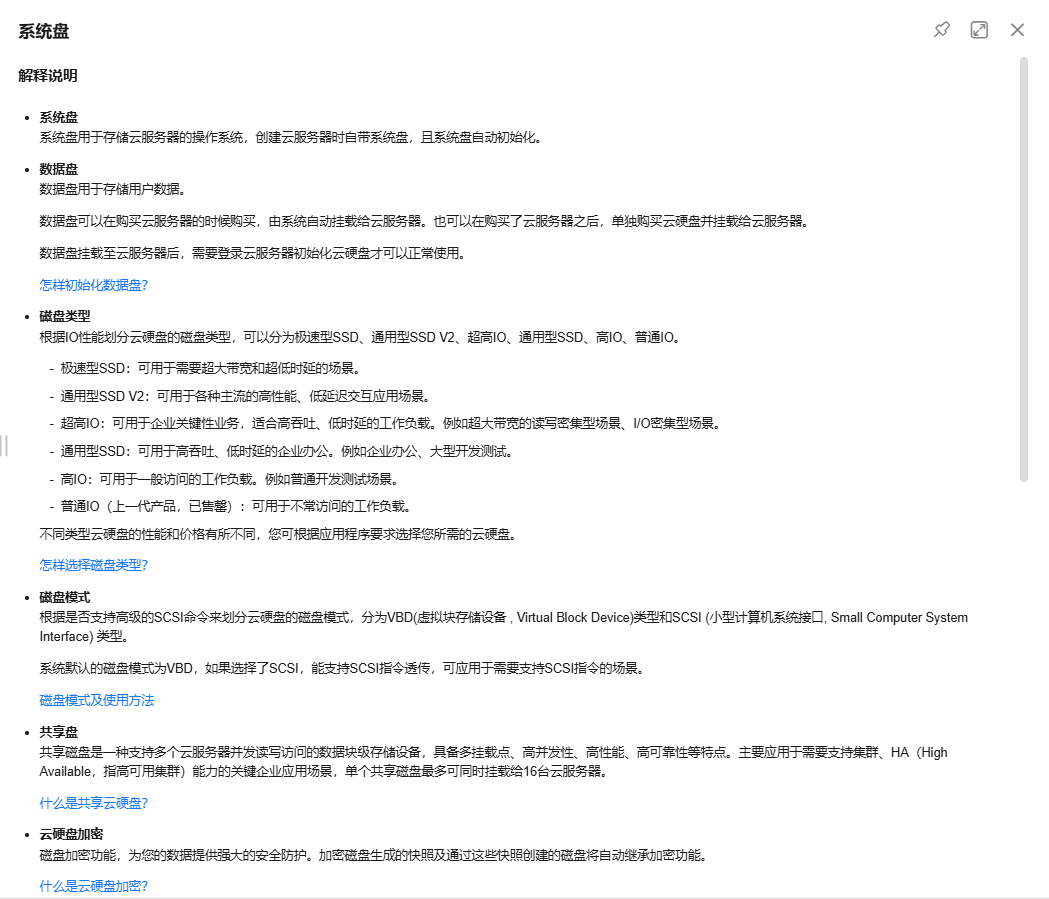 系统盘
解释说明
• 系统盘
系统盘用于存储云服务器的操作系统，创建云服务器时自带系统盘，且系统盘自动初始化。
• 数据盘
数据盘用于存储用户数据。
数据盘可以在购买云服务器的时候购买，由系统自动挂载给云服务器。也可以在购买了云服务器之后，单独购买云硬盘并挂载给云服务器。
数据盘挂载至云服务器后，需要登录云服务器初始化云硬盘才可以正常使用。
怎样初始化数据盘?
• 磁盘类型
根据IO性能划分云硬盘的磁盘类型，可以分为极速型SSD、通用型SSD V2、超高IO、通用型SSD、高IO、普通IO。
- 极速型SSD：可用于需要超大带宽和超低时延的场景。
- 通用型SSD V2：可用于各种主流的高性能、低延迟交互应用场景。
- 超高IO：可用于企业关键性业务，适合高吞吐、低时延的工作负载。例如超大带宽的读写密集型场景、I/O密集型场景。
- 通用型SSD：可用于高吞吐、低时延的企业办公。例如企业办公、大型开发测试。
- 高IO：可用于一般访问的工作负载。例如普通开发测试场景。
- 普通IO（上一代产品，已售罄）：可用于不常访问的工作负载。
不同类型云硬盘的性能和价格有所不同，您可根据应用程序要求选择您所需的云硬盘。
怎样选择磁盘类型?
• 磁盘模式
根据是否支持高级的SCSI命令来划分云硬盘的磁盘模式，分为VBD(虚拟块存储设备 , Virtual Block Device)类型和SCSI (小型计算机系统接口, Small Computer System
Interface) 类型。
系统默认的磁盘模式为VBD，如果选择了SCSI，能支持SCSI指令透传，可应用于需要支持SCSI指令的场景。
磁盘模式及使用方法
• 共享盘
共享磁盘是一种支持多个云服务器并发读写访问的数据块级存储设备，具备多挂载点、高并发性、高性能、高可靠性等特点。主要应用于需要支持集群、HA（High
Available，指高可用集群）能力的关键企业应用场景，单个共享磁盘最多可同时挂载给16台云服务器。
什么是共享云硬盘?
• 云硬盘加密
磁盘加密功能，为您的数据提供强大的安全防护。加密磁盘生成的快照及通过这些快照创建的磁盘将自动继承加密功能。
什么是云硬盘加密?